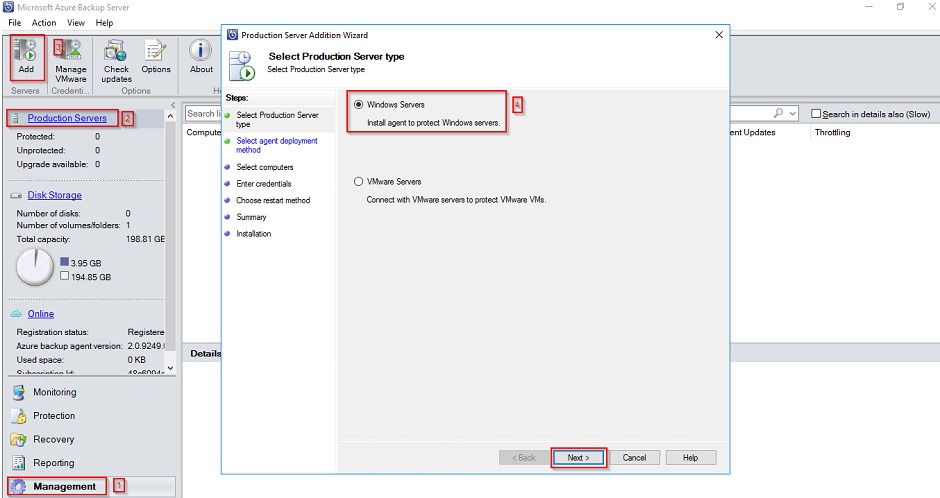 Microsoft Azure Backup Server
File Action View Help
Add
3
Manage
VMware
Check
updates
Options
About
Servers
Credenti...
Options
He
Production Servers
2
Protected: 0
Unprotected: 0
Upgrade available: 0
Disk Storage
Number of disks: 0
Number of volumes/folders: 1
Total capacity: 198.81 GB
3.95 GB
194.85 GB
Online
Registration status: Registere
Azure backup agent version: 2.0.9249.
Used space: 0 KB
Monitoring
Protection
Recovery
Reporting
Management
1
Search li
Search in details also (Slow)
Compute
ent Updates
Throttling
Details
Production Server Addition Wizard
Select Production Server type
Select Production Server type
Steps:
Select Production Server
type
Select agent deployment
method
Select computers
Enter credentials
Choose restart method
Summary
Installation
Windows Servers
4
Install agent to protect Windows servers.
VMware Servers
Connect with VMware servers to protect VMware VMs.
< Back
Next >
Cancel
Help